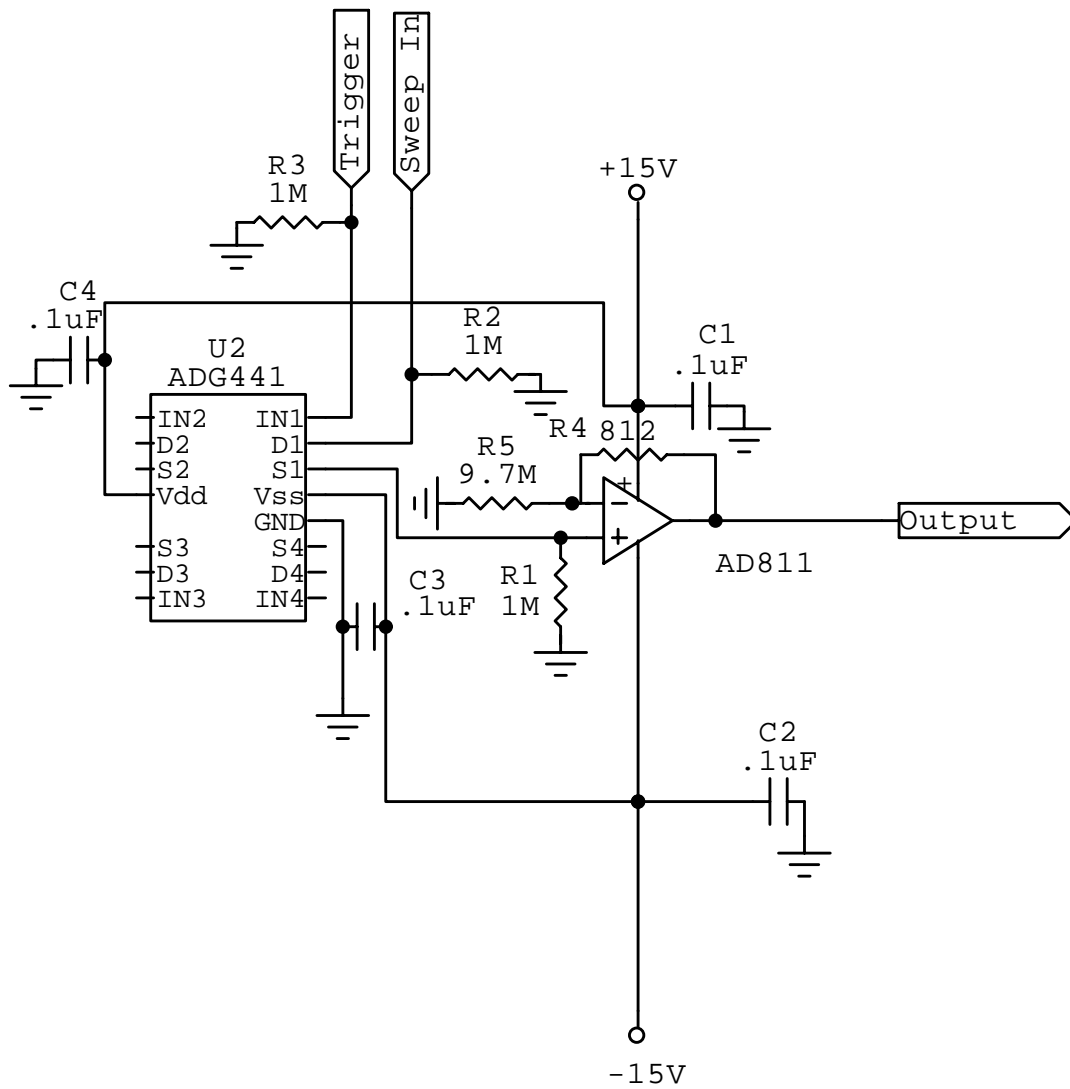 Trigger
Sweep In
R3
1M
+15V
C4
.1uF
R2
1M
C1
.1uF
U2
ADG441
IN2
IN1
D2
D1
S2
S1
Vdd
Vss
GND
S3
S4
D3
D4
IN3
IN4
R4 812
R5
9.7M
+
−
+
Output
AD811
C3
.1uF
R1
1M
C2
.1uF
-15V